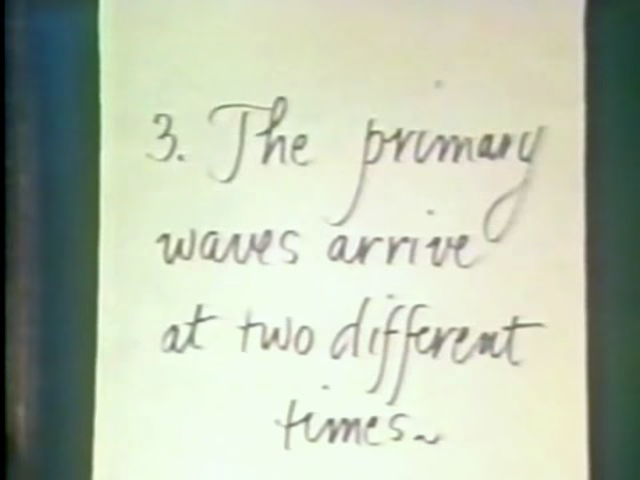 3. The primary
waves arrive
at two different
times~